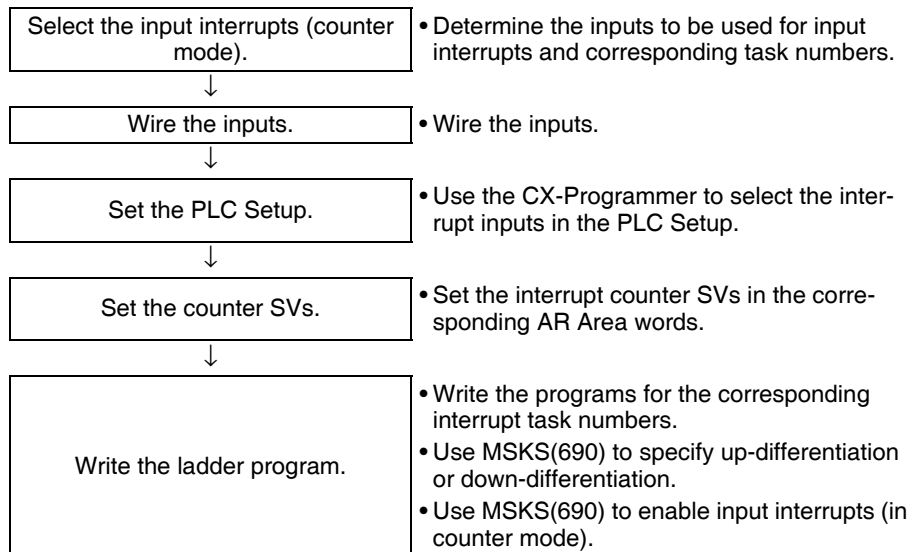 Select the input interrupts (counter
mode).
• Determine the inputs to be used for input
interrupts and corresponding task numbers.
↓
Wire the inputs.
• Wire the inputs.
↓
Set the PLC Setup.
• Use the CX-Programmer to select the inter-
rupt inputs in the PLC Setup.
↓
Set the counter SVs.
• Set the interrupt counter SVs in the corre-
sponding AR Area words.
↓
Write the ladder program.
• Write the programs for the corresponding
interrupt task numbers.
• Use MSKS(690) to specify up-differentiation
or down-differentiation.
• Use MSKS(690) to enable input interrupts (in
counter mode).